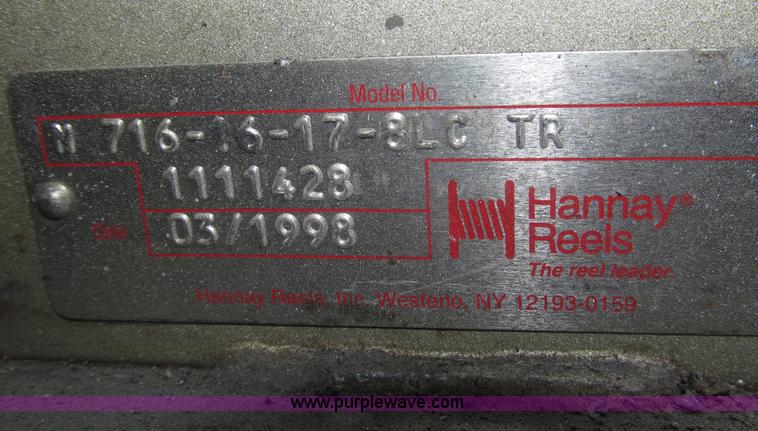 Model No.
N 716-16-17-8LC TR
1111428
Date 03/1998
Hannay®
Reels
The reel leader.
Hannay Reels, Inc. Westerlo, NY 12193-0159
www.purplewave.com